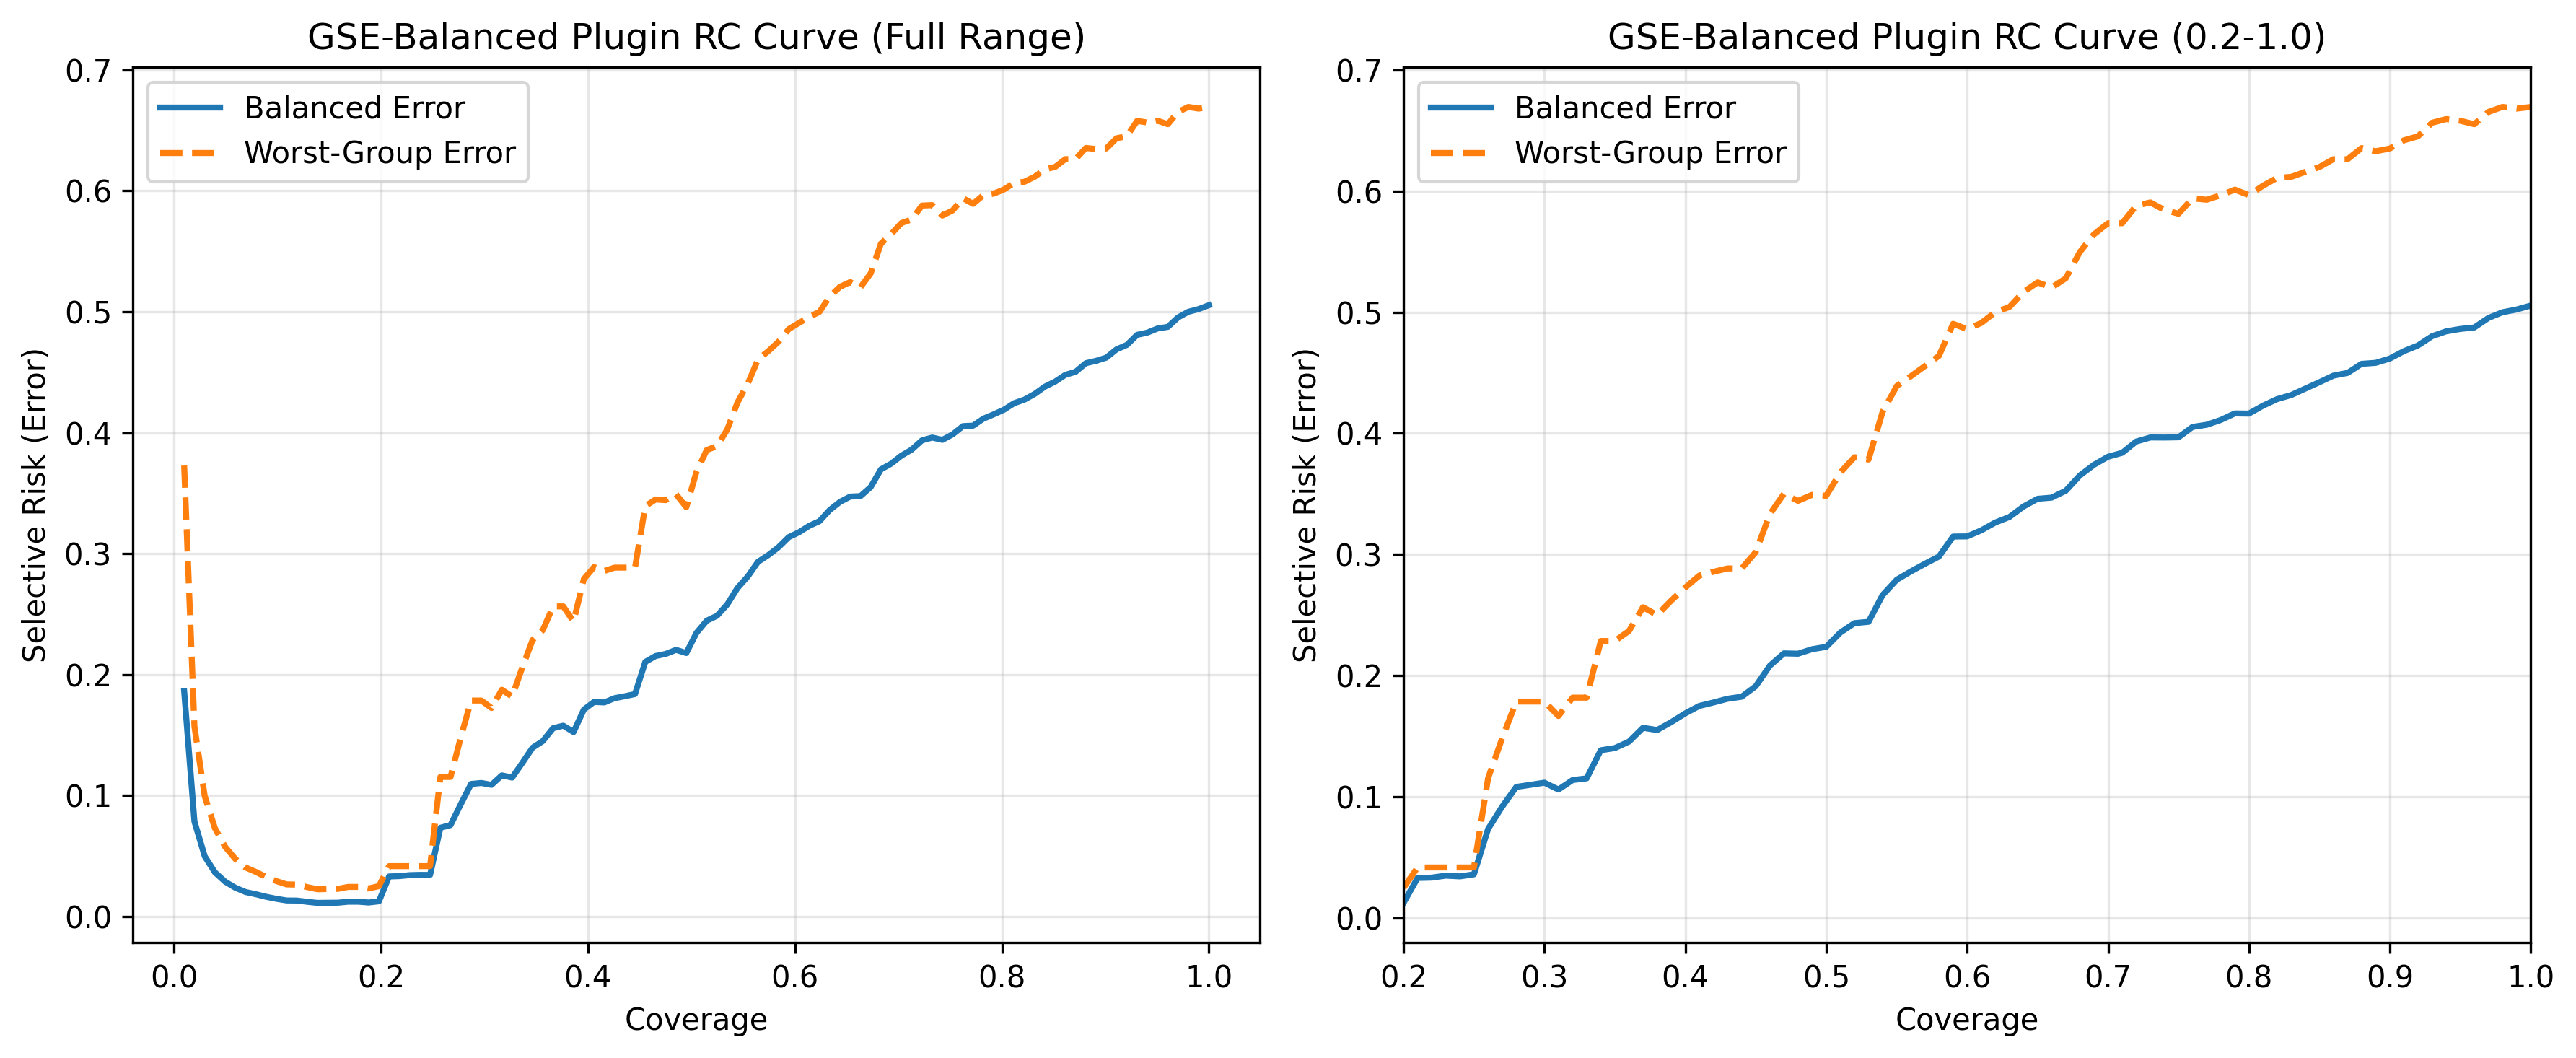 GSE-Balanced Plugin RC Curve (Full Range)
Balanced Error
Worst-Group Error
Selective Risk (Error)
0.7
0.6
0.5
0.4
0.3
0.2
0.1
0.0
0.0 0.2 0.4 0.6 0.8 1.0
Coverage
GSE-Balanced Plugin RC Curve (0.2-1.0)
Balanced Error
Worst-Group Error
Selective Risk (Error)
0.7
0.6
0.5
0.4
0.3
0.2
0.1
0.0
0.2 0.3 0.4 0.5 0.6 0.7 0.8 0.9 1.0
Coverage